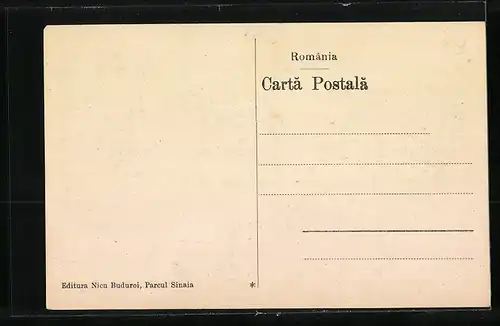 România
Cartă Postală
Editura Nicu Buduroi, Parcul Sinaia *